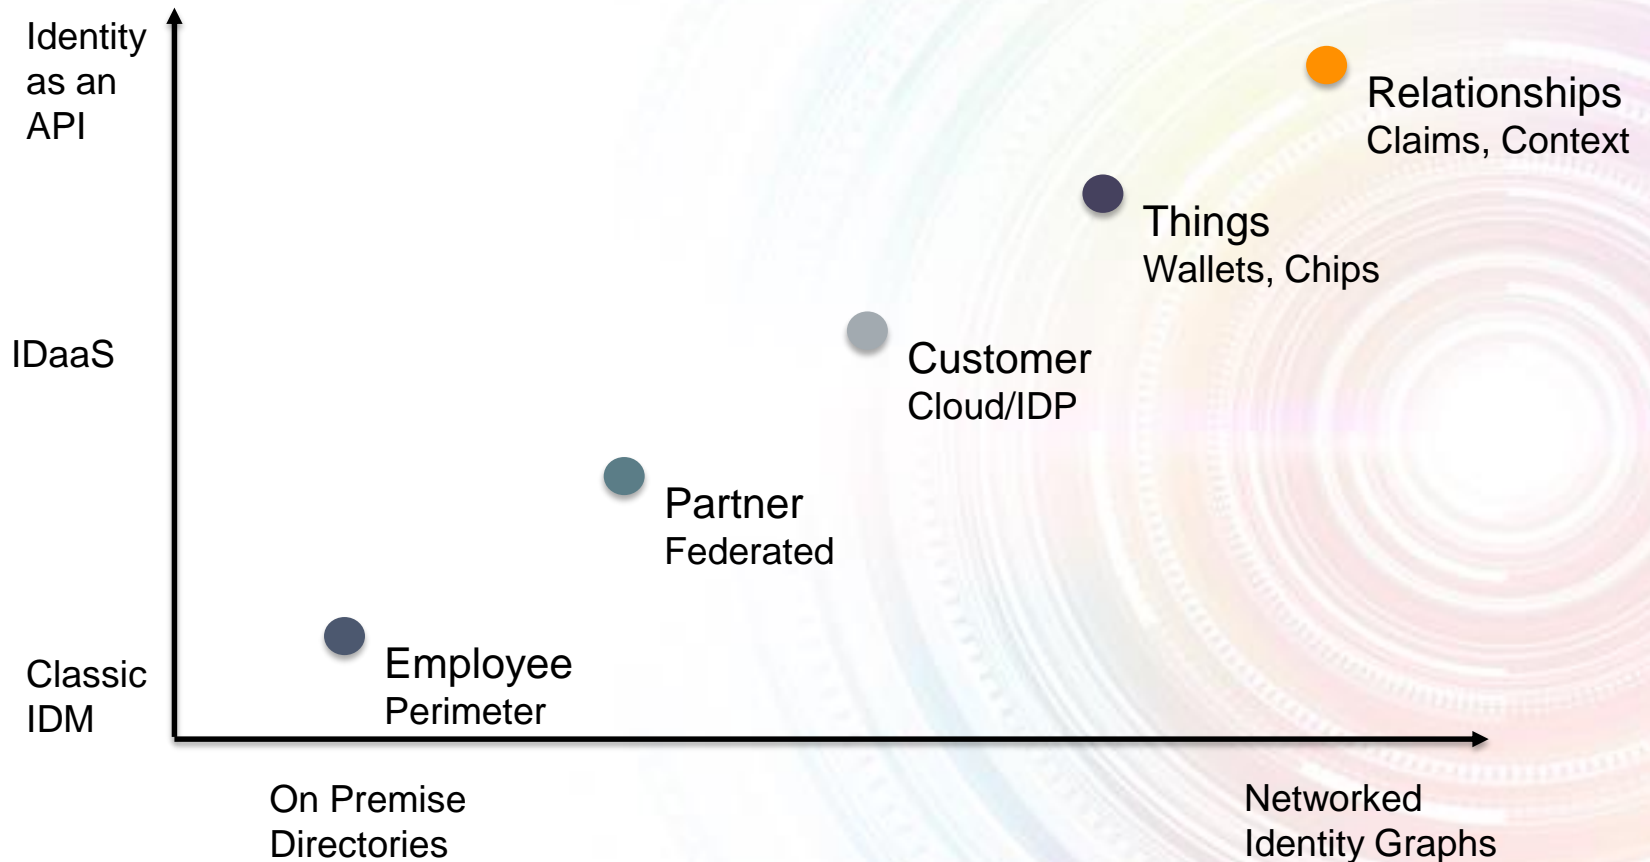 Identity
as an
API
Relationships
Claims, Context
Things
Wallets, Chips
IDaaS
Customer
Cloud/IDP
Partner
Federated
Employee
Perimeter
Classic
IDM
On Premise
Directories
Networked
Identity Graphs